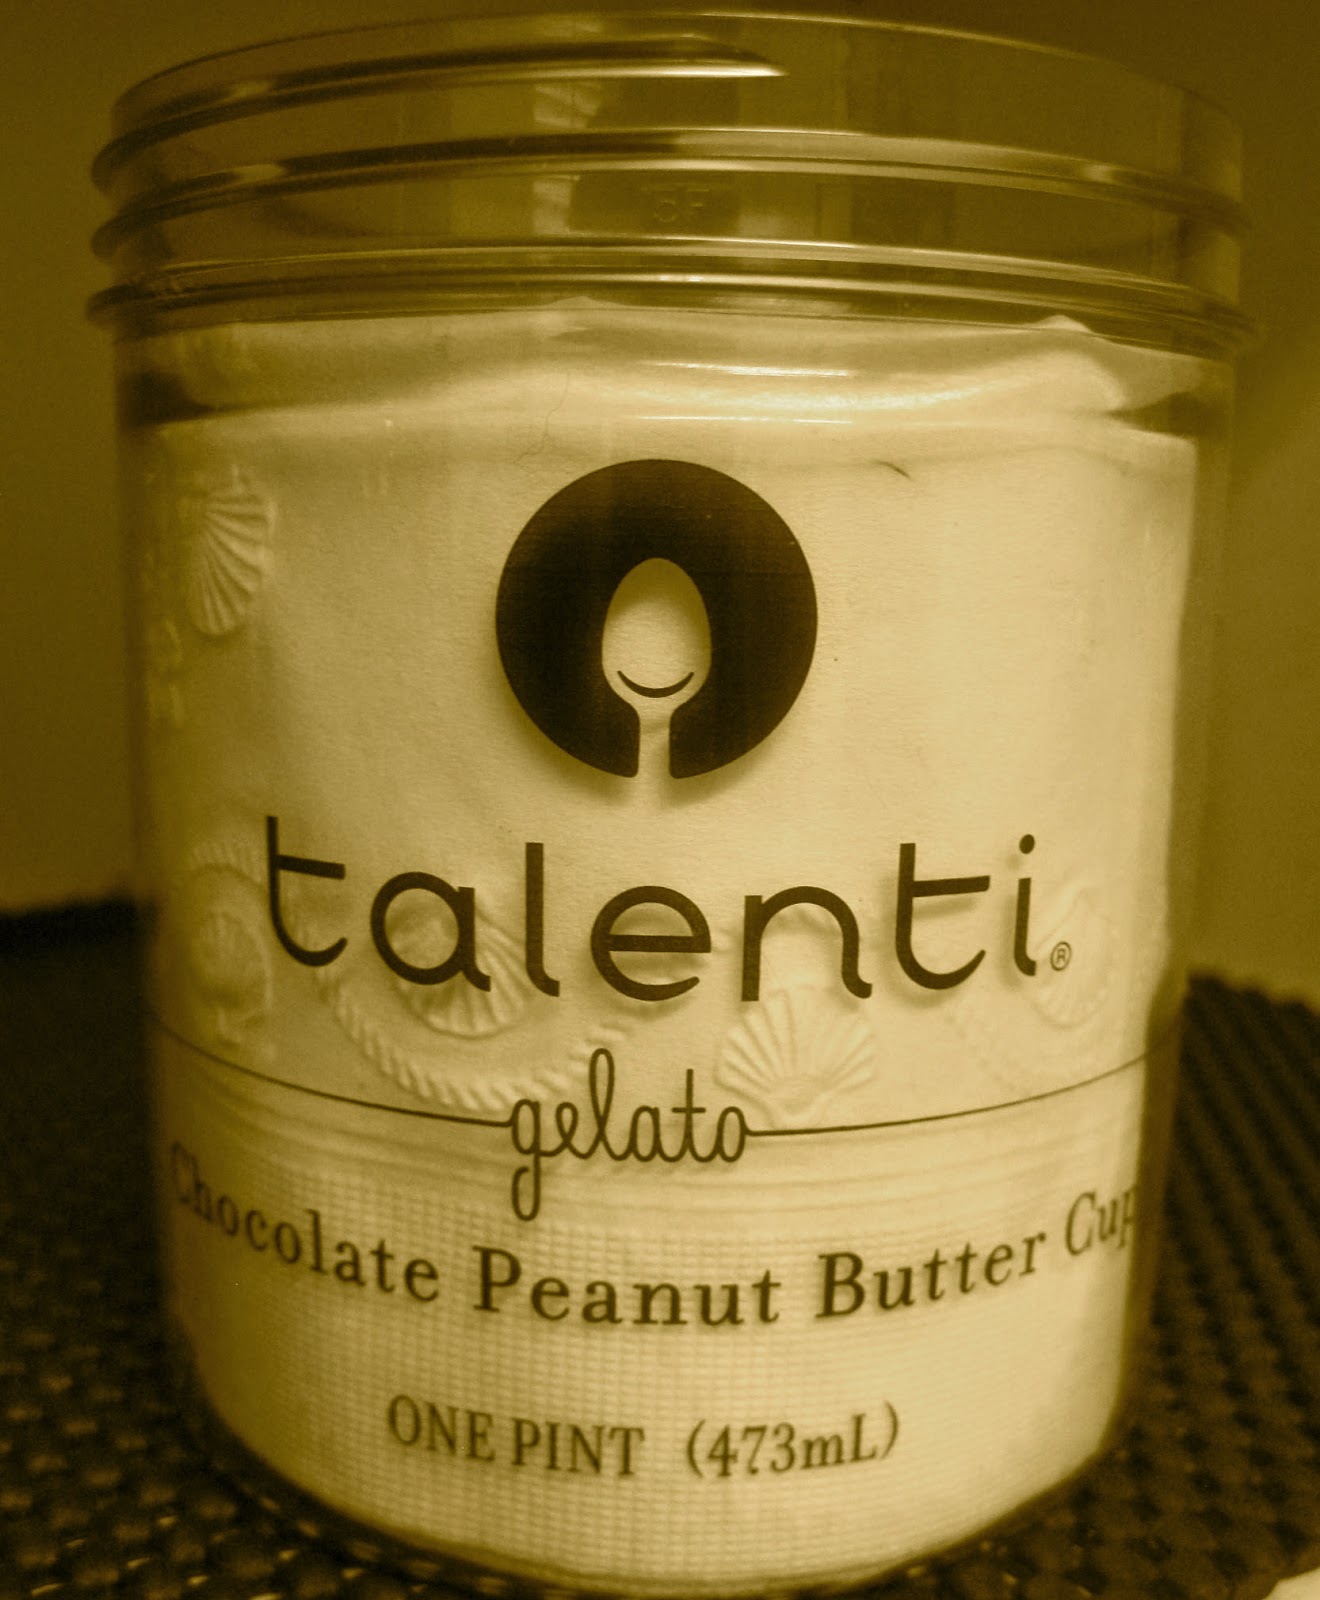 talenti®
gelato
Chocolate Peanut Butter Cup
ONE PINT (473mL)